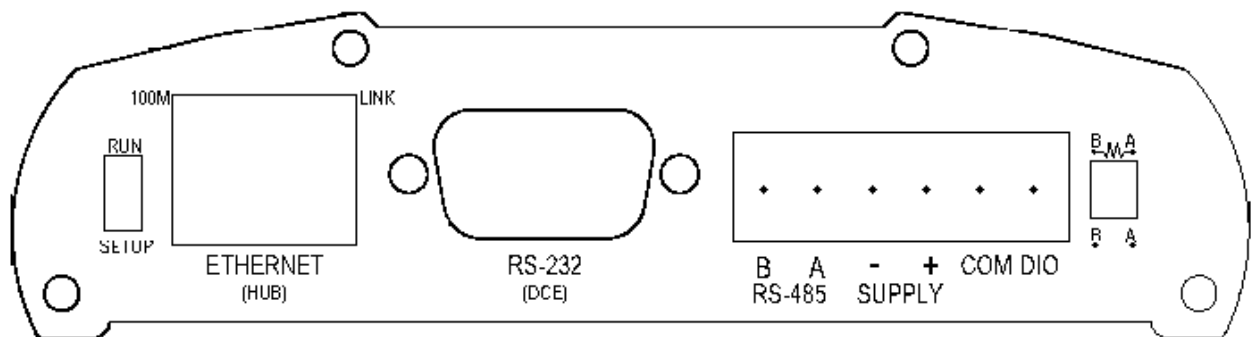 100M LINK
RUN
SETUP
ETHERNET
(HUB)
RS-232
(DCE)
B A - + COM DIO
RS-485 SUPPLY
B A
B A